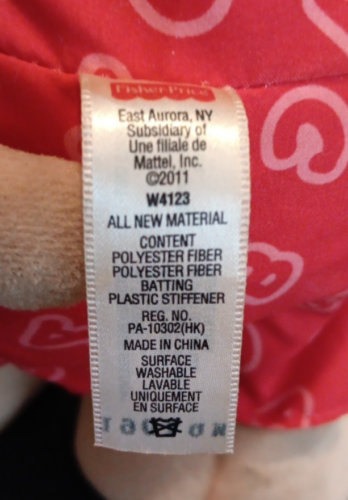 Fisher-Price
East Aurora, NY
Subsidiary of
Une filiale de
Mattel, Inc.
©2011
W4123
ALL NEW MATERIAL
CONTENT
POLYESTER FIBER
POLYESTER FIBER
BATTING
PLASTIC STIFFENER
REG. NO.
PA-10302(HK)
MADE IN CHINA
SURFACE
WASHABLE
LAVABLE
UNIQUEMENT
EN SURFACE